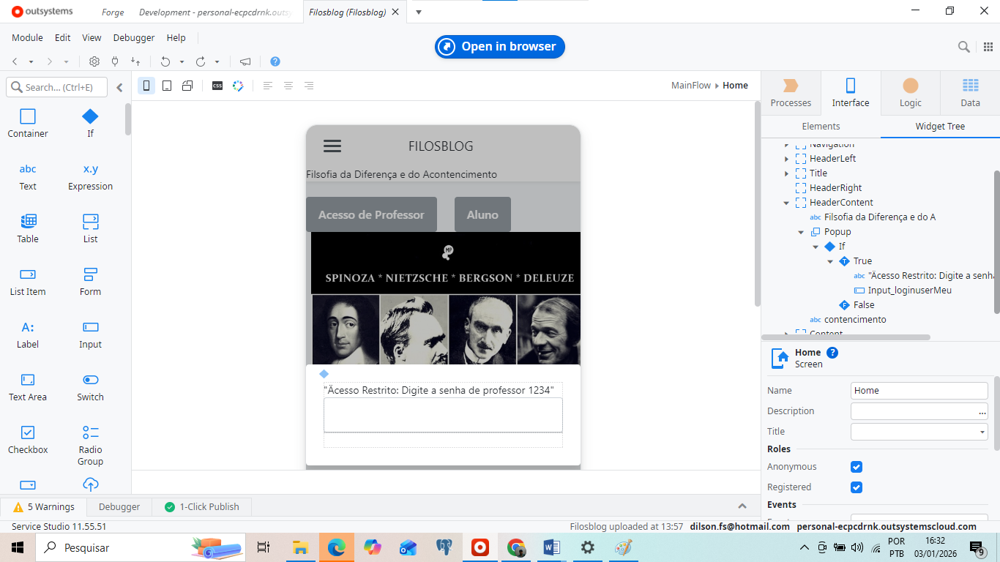 outsystems
Forge
Development - personal-ecpcdrnk.outsys
Filosblog (Filosblog)
Module Edit View Debugger Help
Open in browser
Search... (Ctrl+E)
css
MainFlow Home
Processes Interface Logic Data
Elements Widget Tree
Container If
abc x.y
Text Expression
Table List
List Item Form
A:
Label Input
Text Area Switch
Checkbox Radio
Group
FILOSBLOG
Filsofia da Diferença e do Acontencimento
Acesso de Professor Aluno
MP
SPINOZA * NIETZSCHE * BERGSON * DELEUZE
"Äcesso Restrito: Digite a senha de professor 1234"
Navigation
HeaderLeft
Title
HeaderRight
HeaderContent
abc Filsofia da Diferença e do A
Popup
If
T True
abc "Äcesso Restrito: Digite a senha
Input_loginuserMeu
F False
abc contencimento
Content
Home ?
Screen
Name Home
Description ...
Title
Roles
Anonymous
Registered
Events
5 Warnings Debugger 1-Click Publish
Service Studio 11.55.51
Filosblog uploaded at 13:57 dilson.fs@hotmail.com personal-ecpcdrnk.outsystemscloud.com
Pesquisar
POR
PTB
16:32
03/01/2026
9